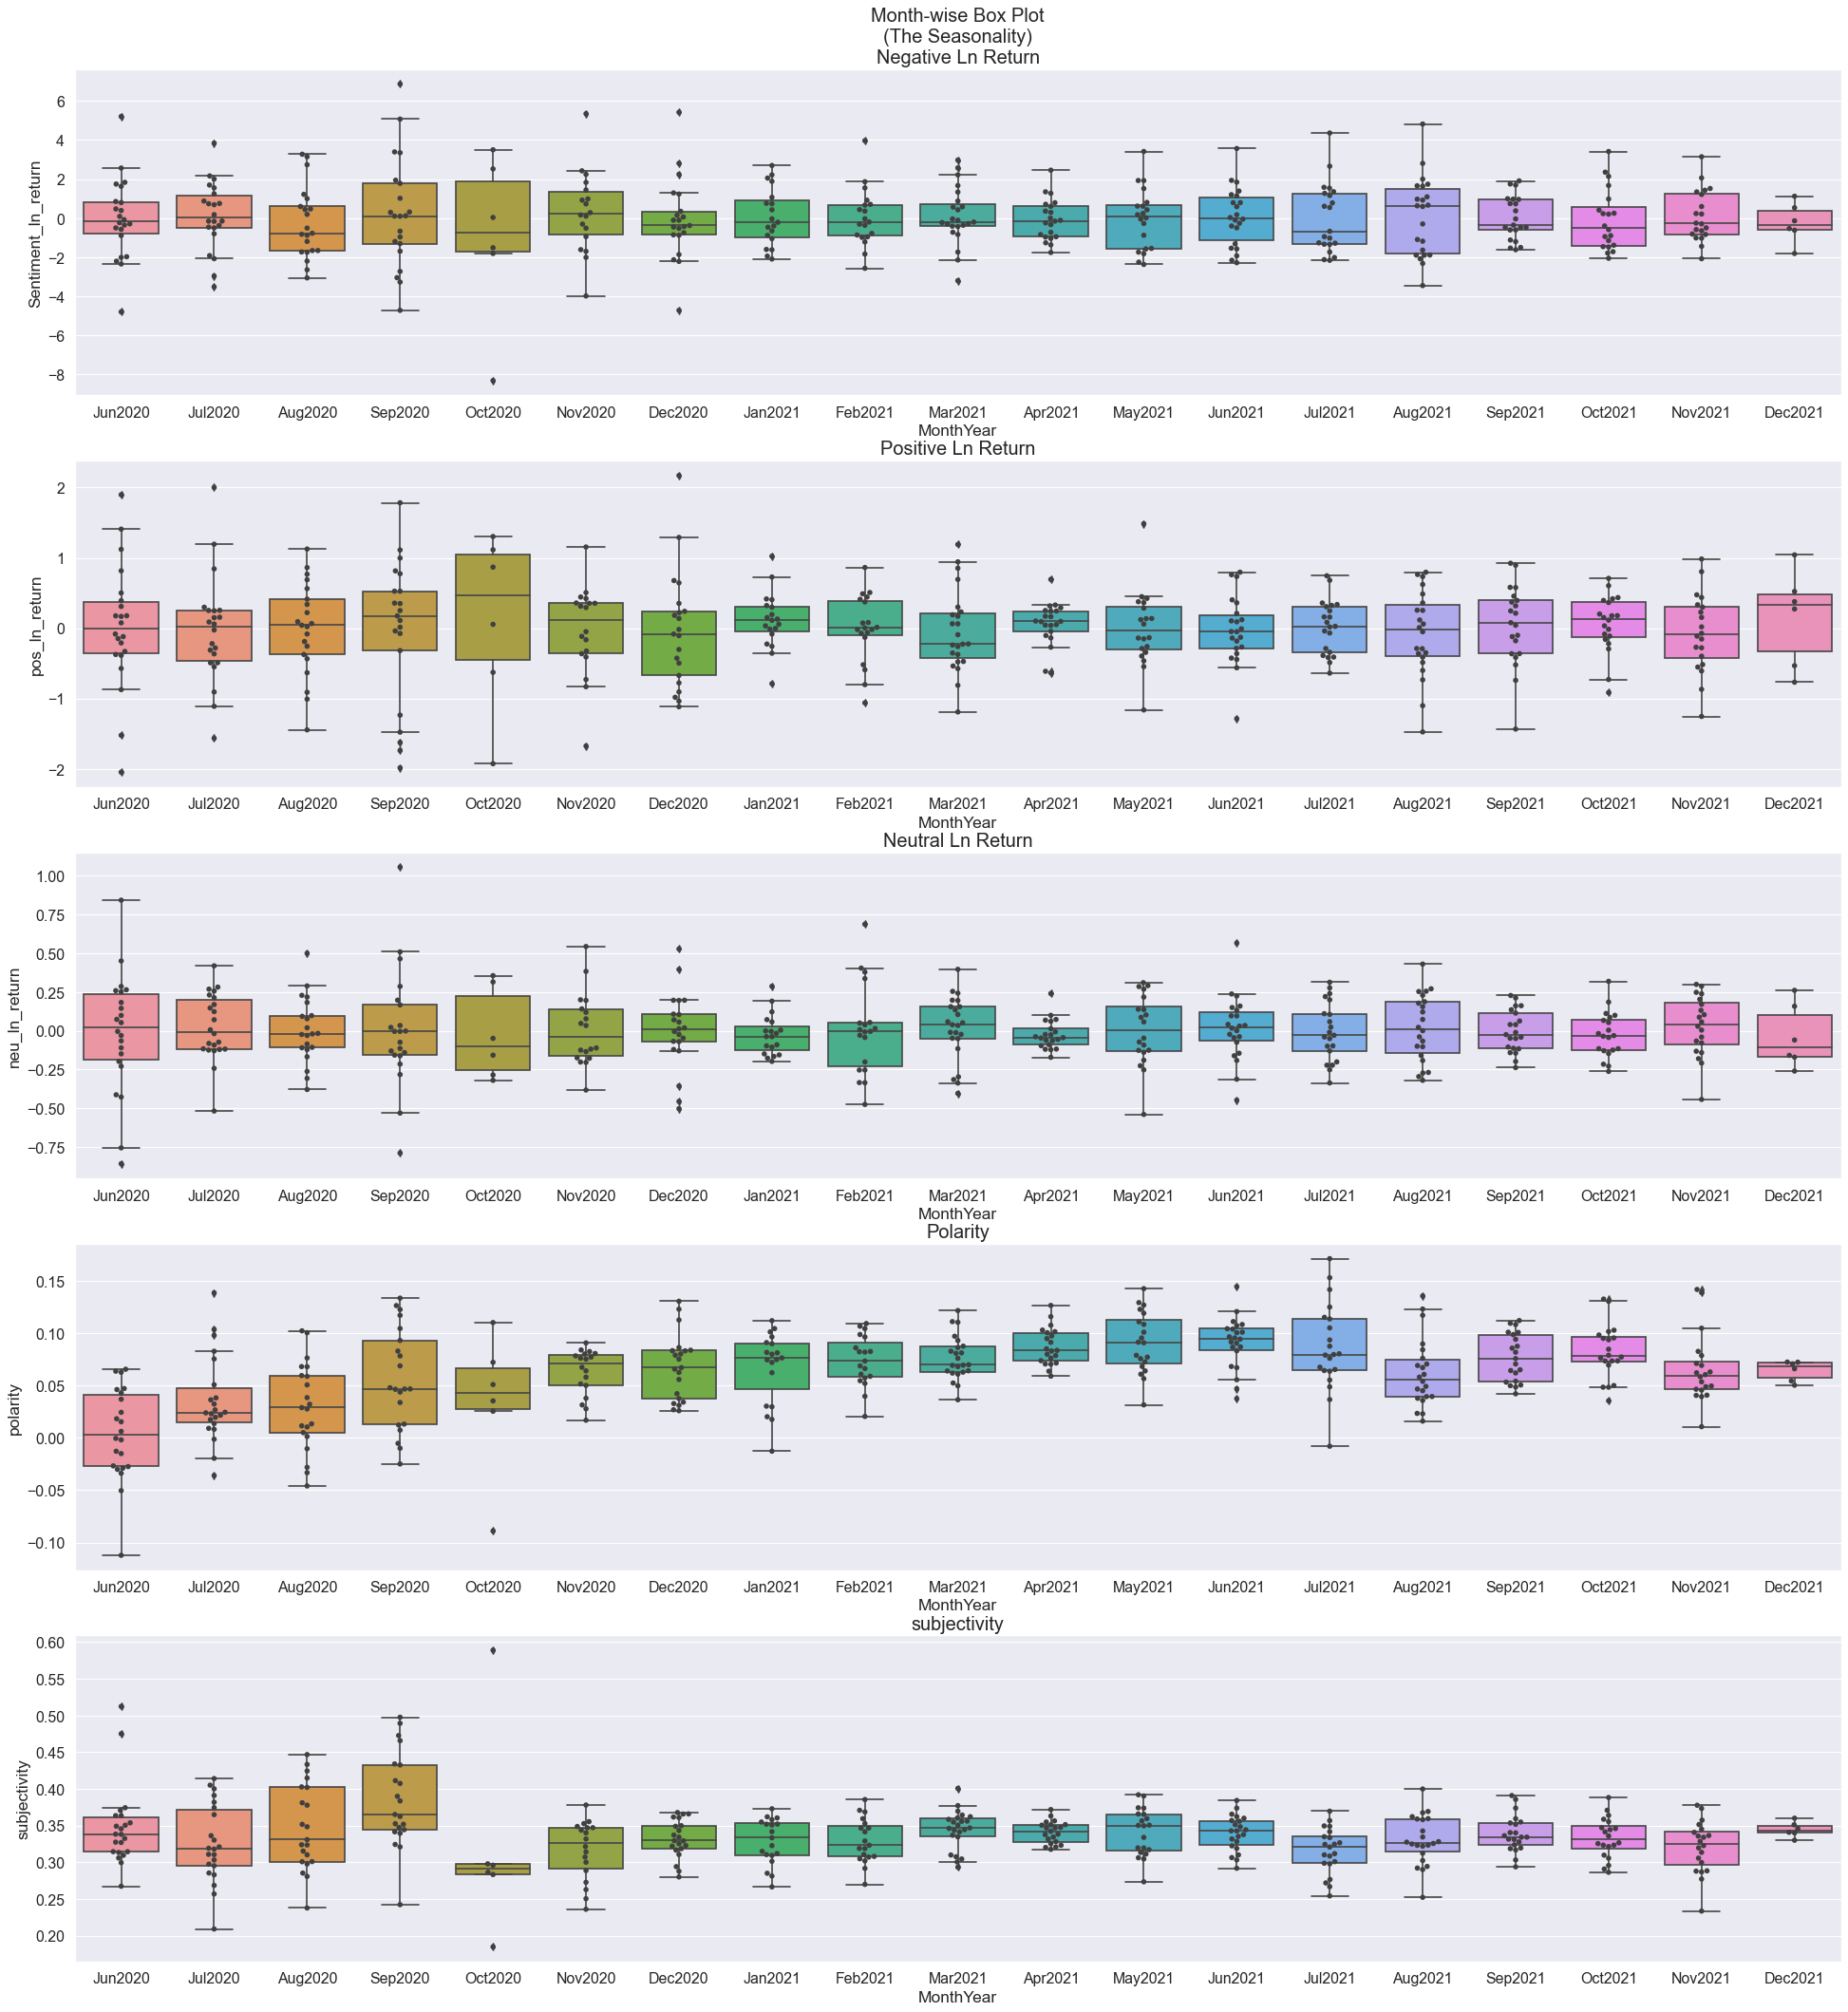 Month-wise Box Plot
(The Seasonality)
Negative Ln Return
Sentiment_ln_return
6
4
2
0
−2
−4
−6
−8
Jun2020 Jul2020 Aug2020 Sep2020 Oct2020 Nov2020 Dec2020 Jan2021 Feb2021 Mar2021 Apr2021 May2021 Jun2021 Jul2021 Aug2021 Sep2021 Oct2021 Nov2021 Dec2021
MonthYear
Positive Ln Return
pos_ln_return
2
1
0
−1
−2
Jun2020 Jul2020 Aug2020 Sep2020 Oct2020 Nov2020 Dec2020 Jan2021 Feb2021 Mar2021 Apr2021 May2021 Jun2021 Jul2021 Aug2021 Sep2021 Oct2021 Nov2021 Dec2021
MonthYear
Neutral Ln Return
neu_ln_return
1.00
0.75
0.50
0.25
0.00
−0.25
−0.50
−0.75
Jun2020 Jul2020 Aug2020 Sep2020 Oct2020 Nov2020 Dec2020 Jan2021 Feb2021 Mar2021 Apr2021 May2021 Jun2021 Jul2021 Aug2021 Sep2021 Oct2021 Nov2021 Dec2021
MonthYear
Polarity
polarity
0.15
0.10
0.05
0.00
−0.05
−0.10
Jun2020 Jul2020 Aug2020 Sep2020 Oct2020 Nov2020 Dec2020 Jan2021 Feb2021 Mar2021 Apr2021 May2021 Jun2021 Jul2021 Aug2021 Sep2021 Oct2021 Nov2021 Dec2021
MonthYear
subjectivity
subjectivity
0.60
0.55
0.50
0.45
0.40
0.35
0.30
0.25
0.20
Jun2020 Jul2020 Aug2020 Sep2020 Oct2020 Nov2020 Dec2020 Jan2021 Feb2021 Mar2021 Apr2021 May2021 Jun2021 Jul2021 Aug2021 Sep2021 Oct2021 Nov2021 Dec2021
MonthYear